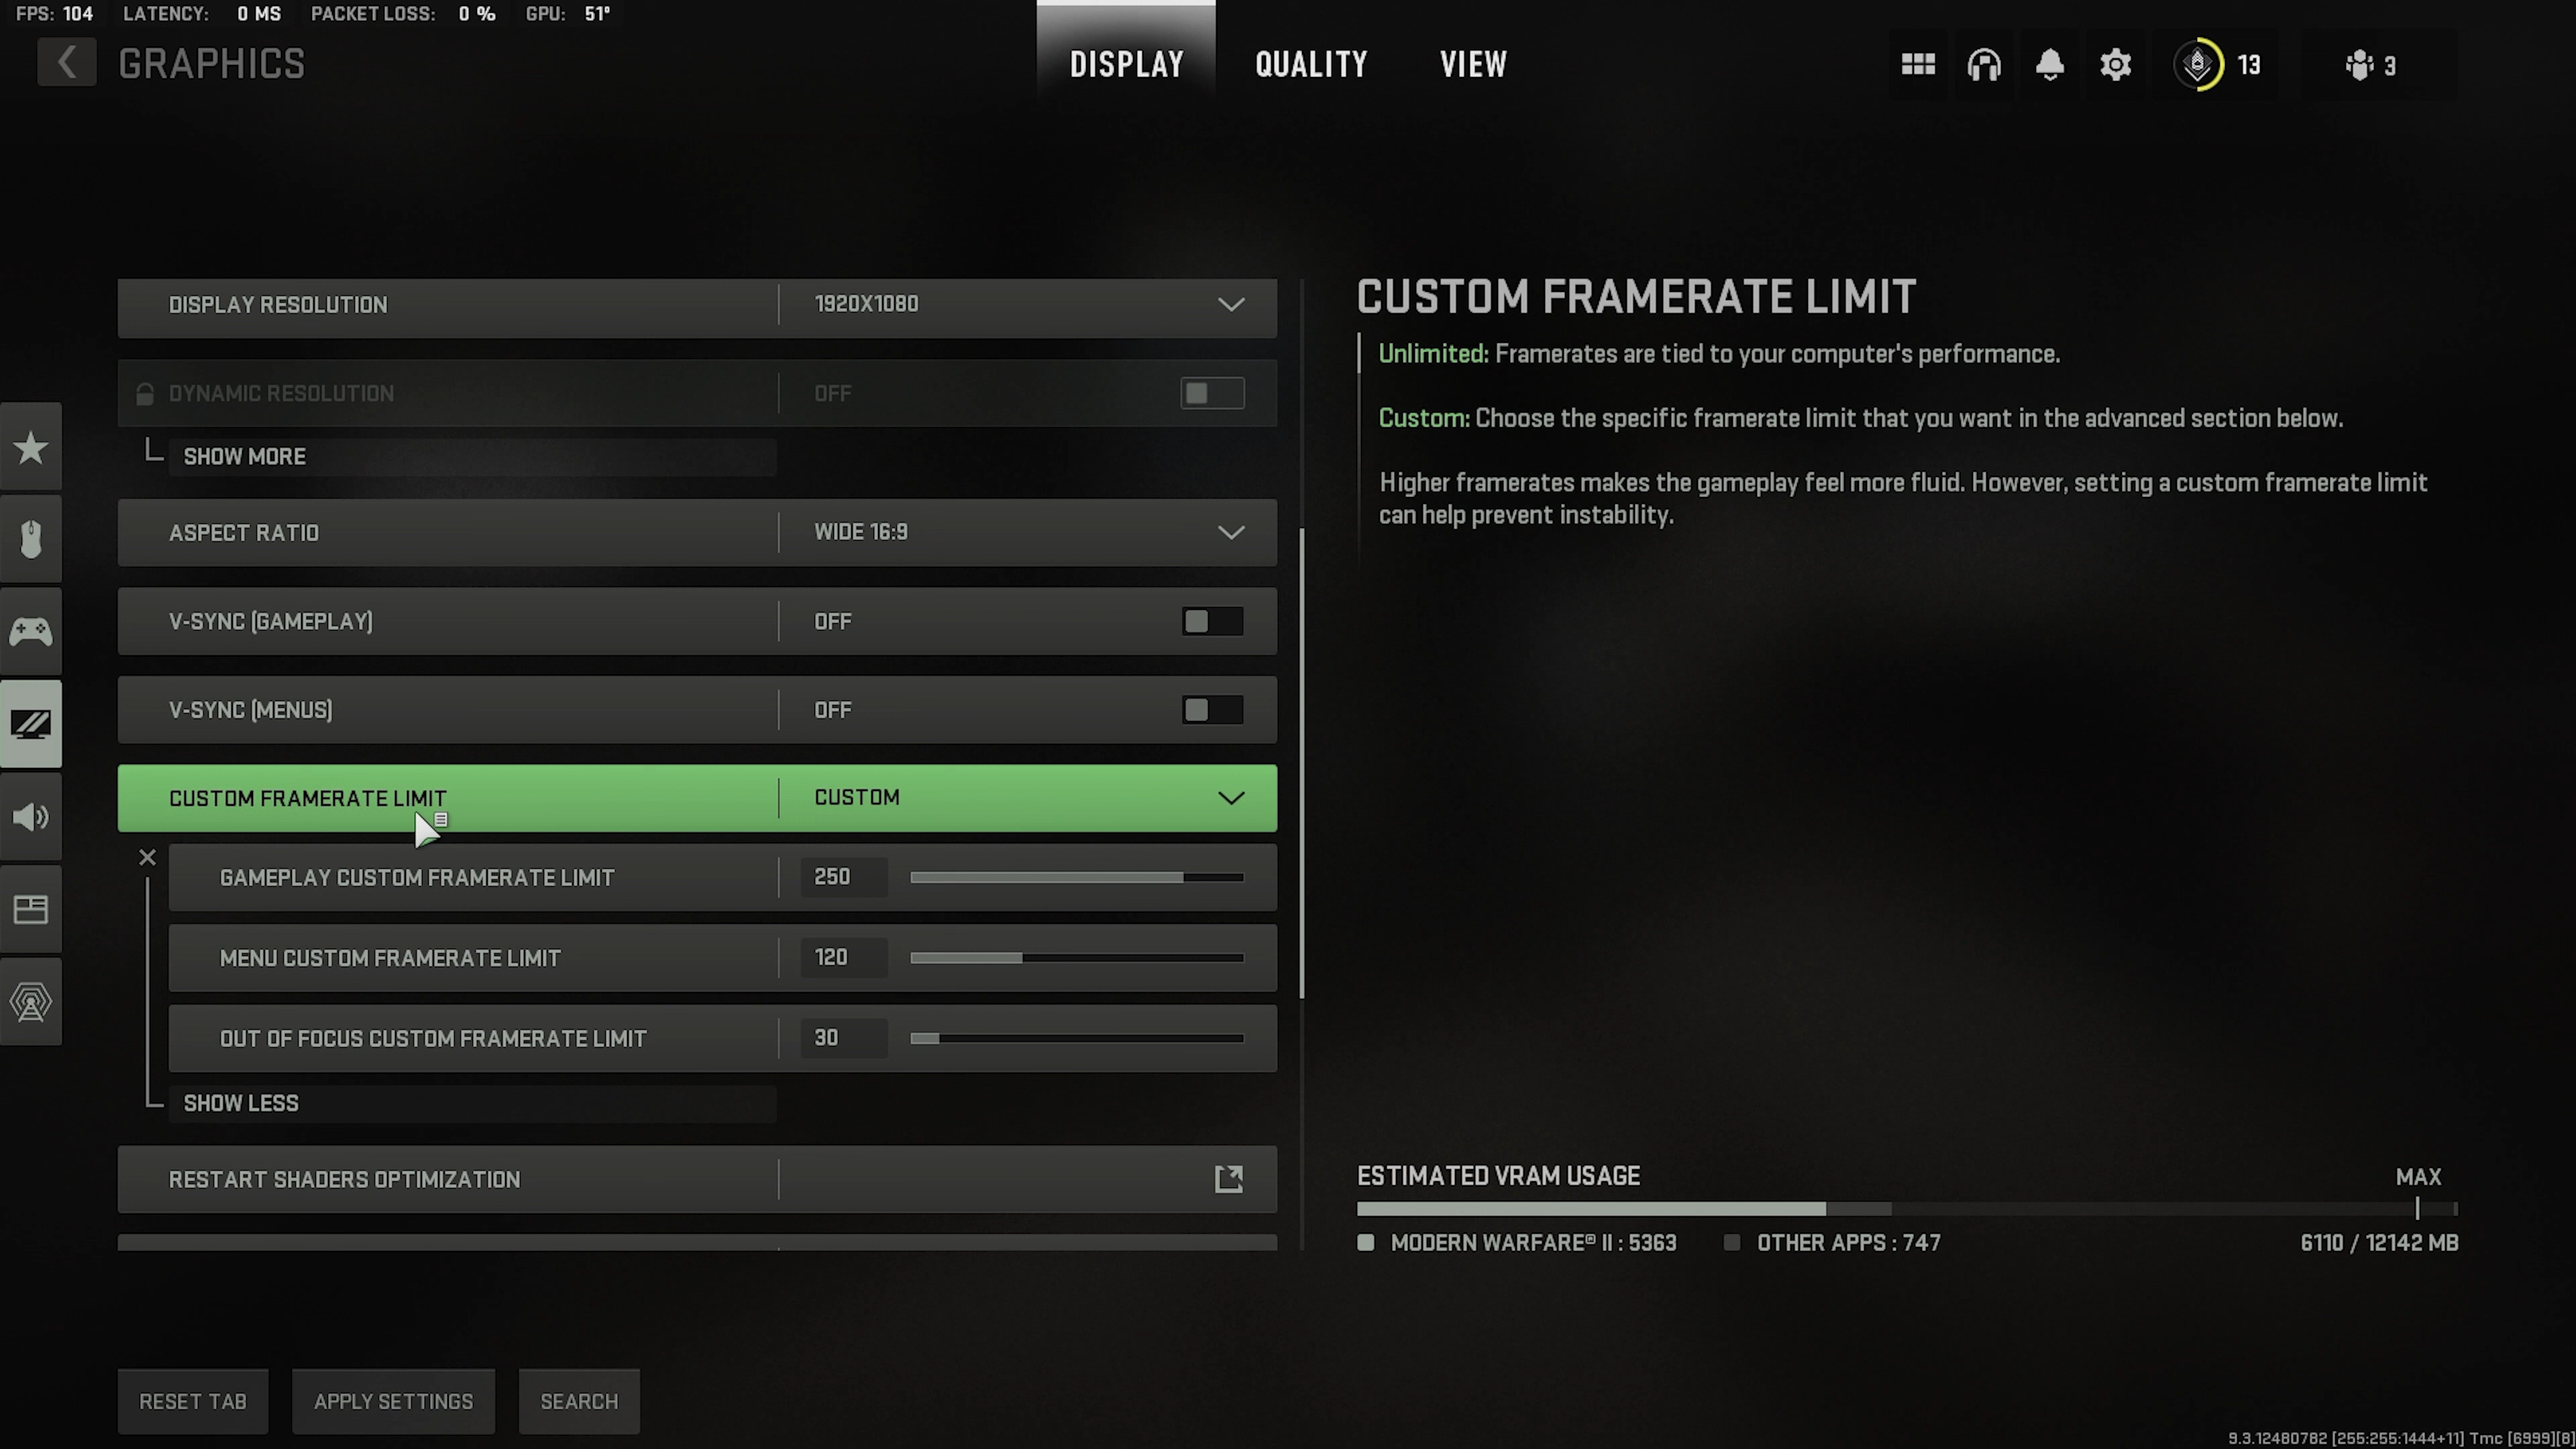 FPS: 104 LATENCY: 0 MS PACKET LOSS: 0 % GPU: 51°
GRAPHICS
DISPLAY QUALITY VIEW
13
3
DISPLAY RESOLUTION 1920X1080
DYNAMIC RESOLUTION OFF
SHOW MORE
ASPECT RATIO WIDE 16:9
V-SYNC (GAMEPLAY) OFF
V-SYNC (MENUS) OFF
CUSTOM FRAMERATE LIMIT CUSTOM
GAMEPLAY CUSTOM FRAMERATE LIMIT 250
MENU CUSTOM FRAMERATE LIMIT 120
OUT OF FOCUS CUSTOM FRAMERATE LIMIT 30
SHOW LESS
RESTART SHADERS OPTIMIZATION
CUSTOM FRAMERATE LIMIT
Unlimited: Framerates are tied to your computer's performance.
Custom: Choose the specific framerate limit that you want in the advanced section below.
Higher framerates makes the gameplay feel more fluid. However, setting a custom framerate limit
can help prevent instability.
ESTIMATED VRAM USAGE MAX
MODERN WARFARE® II : 5363 OTHER APPS : 747 6110 / 12142 MB
RESET TAB APPLY SETTINGS SEARCH
9.3.12480782 [255:255:1444+11] Tmc [6999][8]